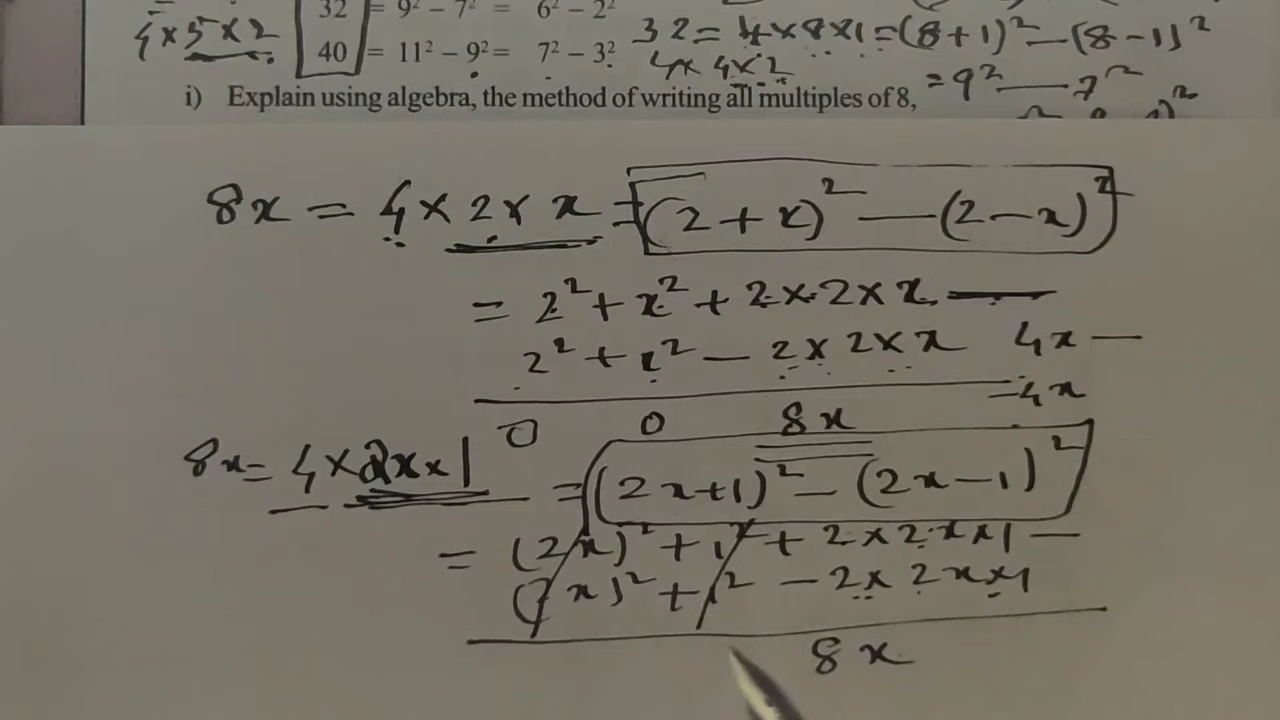 32 = 9² – 7² = 6² – 2²
4 × 5 × 2
40 = 11² – 9² = 7² – 3²
32 = 4 × 8 × 1 = (8 + 1)² – (8 – 1)²
4 × 4 × 2
= 9² — 7²
i) Explain using algebra, the method of writing all multiples of 8,
8x = 4 × 2 × x = (2 + x)² — (2 – x)²
= 2² + x² + 2 × 2 × x —
2² + x² – 2 × 2 × x 4x —
–4x
0 0 8x
8x = 4 × 2x × 1 = (2x+1)² – (2x – 1)²
= (2x)² + 1² + 2 × 2x × 1 —
(2x)² + 1² – 2 × 2x × 1
8x